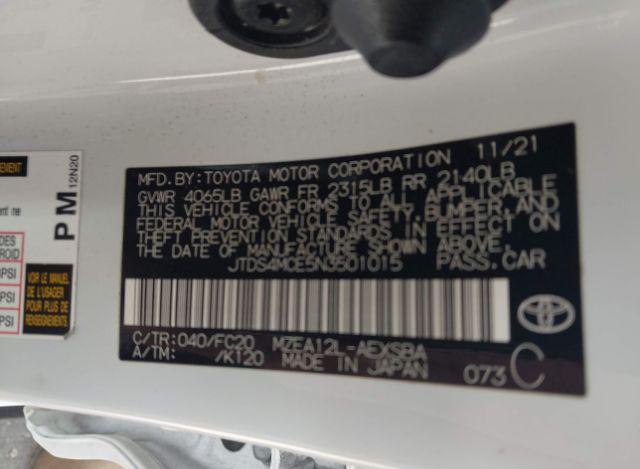 MFD. BY: TOYOTA MOTOR CORPORATION 11/21
GVWR 4065LB GAWR FR 2315LB RR 2140LB
THIS VEHICLE CONFORMS TO ALL APPLICABLE
FEDERAL MOTOR VEHICLE SAFETY, BUMPER, AND
THEFT PREVENTION STANDARDS IN EFFECT ON
THE DATE OF MANUFACTURE SHOWN ABOVE.
JTDS4MCE5N3501015 PASS. CAR
C/TR: 040/FC20 MZEA12L-AEXSBA
A/TM: /K120 MADE IN JAPAN 073 C
PM 12N20
VOIR LE MANUEL
DE L'USAGER
POUR PLUS DE
RENSEIGNEMENTS
PSI
PSI
PSI